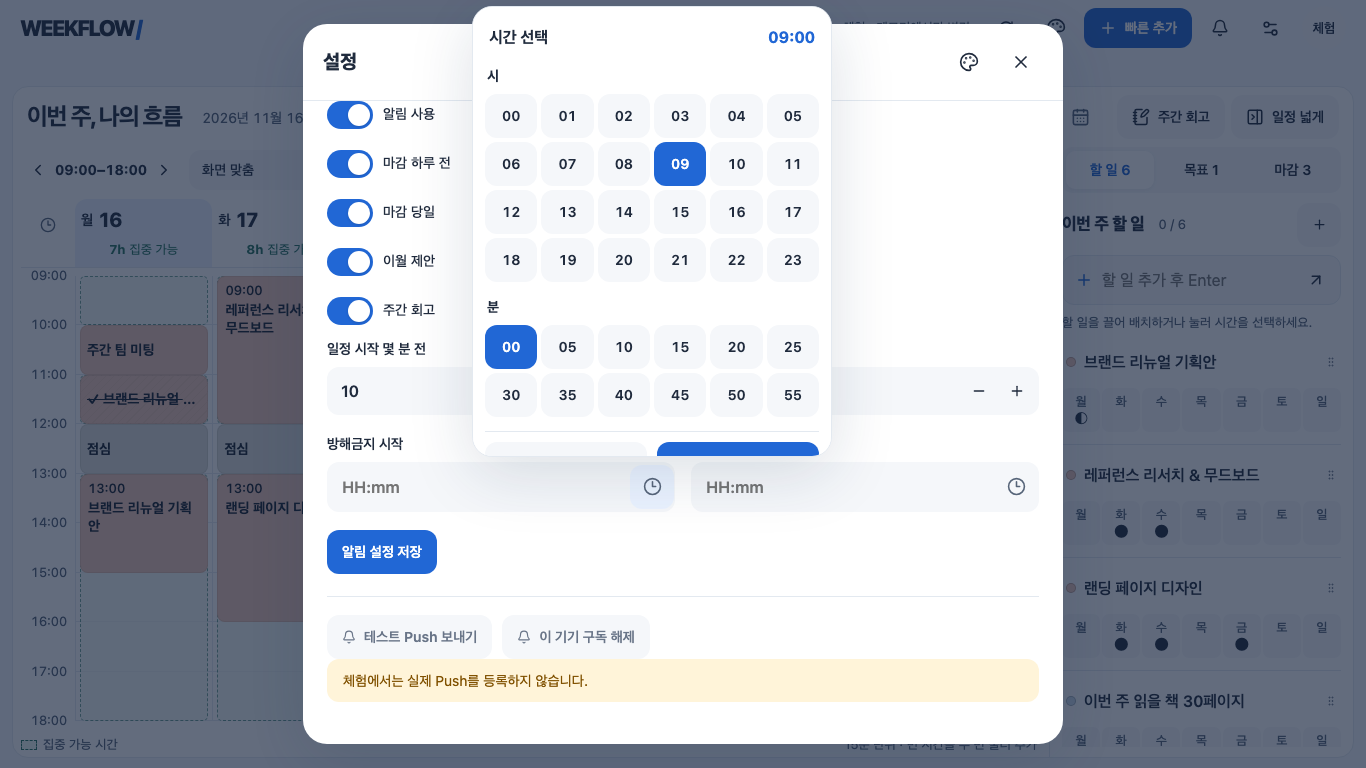 WEEKFLOW/
빠른 추가
체험
이번 주, 나의 흐름
2026년 11월 16
주간 회고
일정 넓게
09:00–18:00
화면 맞춤
할 일 6
목표 1
마감 3
월 16
7h 집중 가능
화 17
8h 집중 가
이번 주 할 일
0 / 6
할 일 추가 후 Enter
할 일을 끌어 배치하거나 눌러 시간을 선택하세요.
09:00
10:00
11:00
12:00
13:00
14:00
15:00
16:00
17:00
18:00
주간 팀 미팅
브랜드 리뉴얼 ...
점심
13:00
브랜드 리뉴얼 기획
안
09:00
레퍼런스 리서치
무드보드
점심
13:00
랜딩 페이지 디
집중 가능 시간
브랜드 리뉴얼 기획안
월 화 수 목 금 토 일
레퍼런스 리서치 & 무드보드
월 화 수 목 금 토 일
랜딩 페이지 디자인
월 화 수 목 금 토 일
이번 주 읽을 책 30페이지
월 화 수 목 금 토 일
설정
알림 사용
마감 하루 전
마감 당일
이월 제안
주간 회고
일정 시작 몇 분 전
10
방해금지 시작
HH:mm
HH:mm
알림 설정 저장
테스트 Push 보내기
이 기기 구독 해제
체험에서는 실제 Push를 등록하지 않습니다.
시간 선택
09:00
시
00 01 02 03 04 05
06 07 08 09 10 11
12 13 14 15 16 17
18 19 20 21 22 23
분
00 05 10 15 20 25
30 35 40 45 50 55